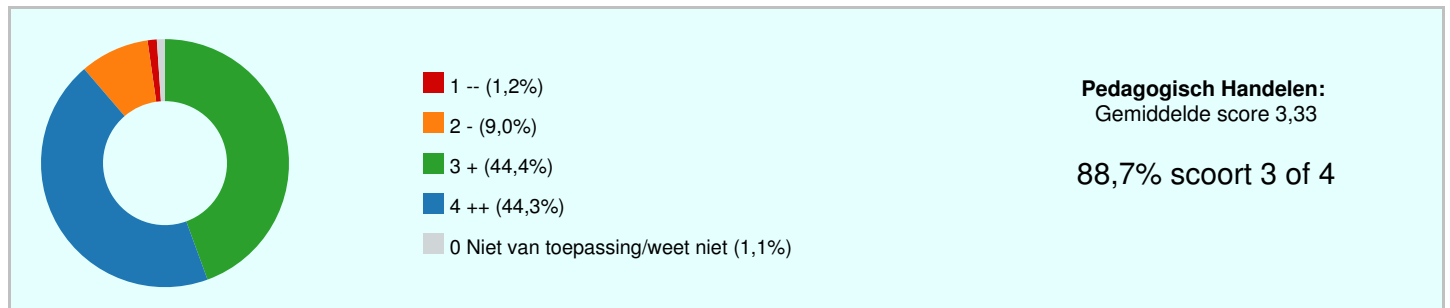 1 -- (1,2%)
2 - (9,0%)
3 + (44,4%)
4 ++ (44,3%)
0 Niet van toepassing/weet niet (1,1%)
Pedagogisch Handelen:
Gemiddelde score 3,33
88,7% scoort 3 of 4